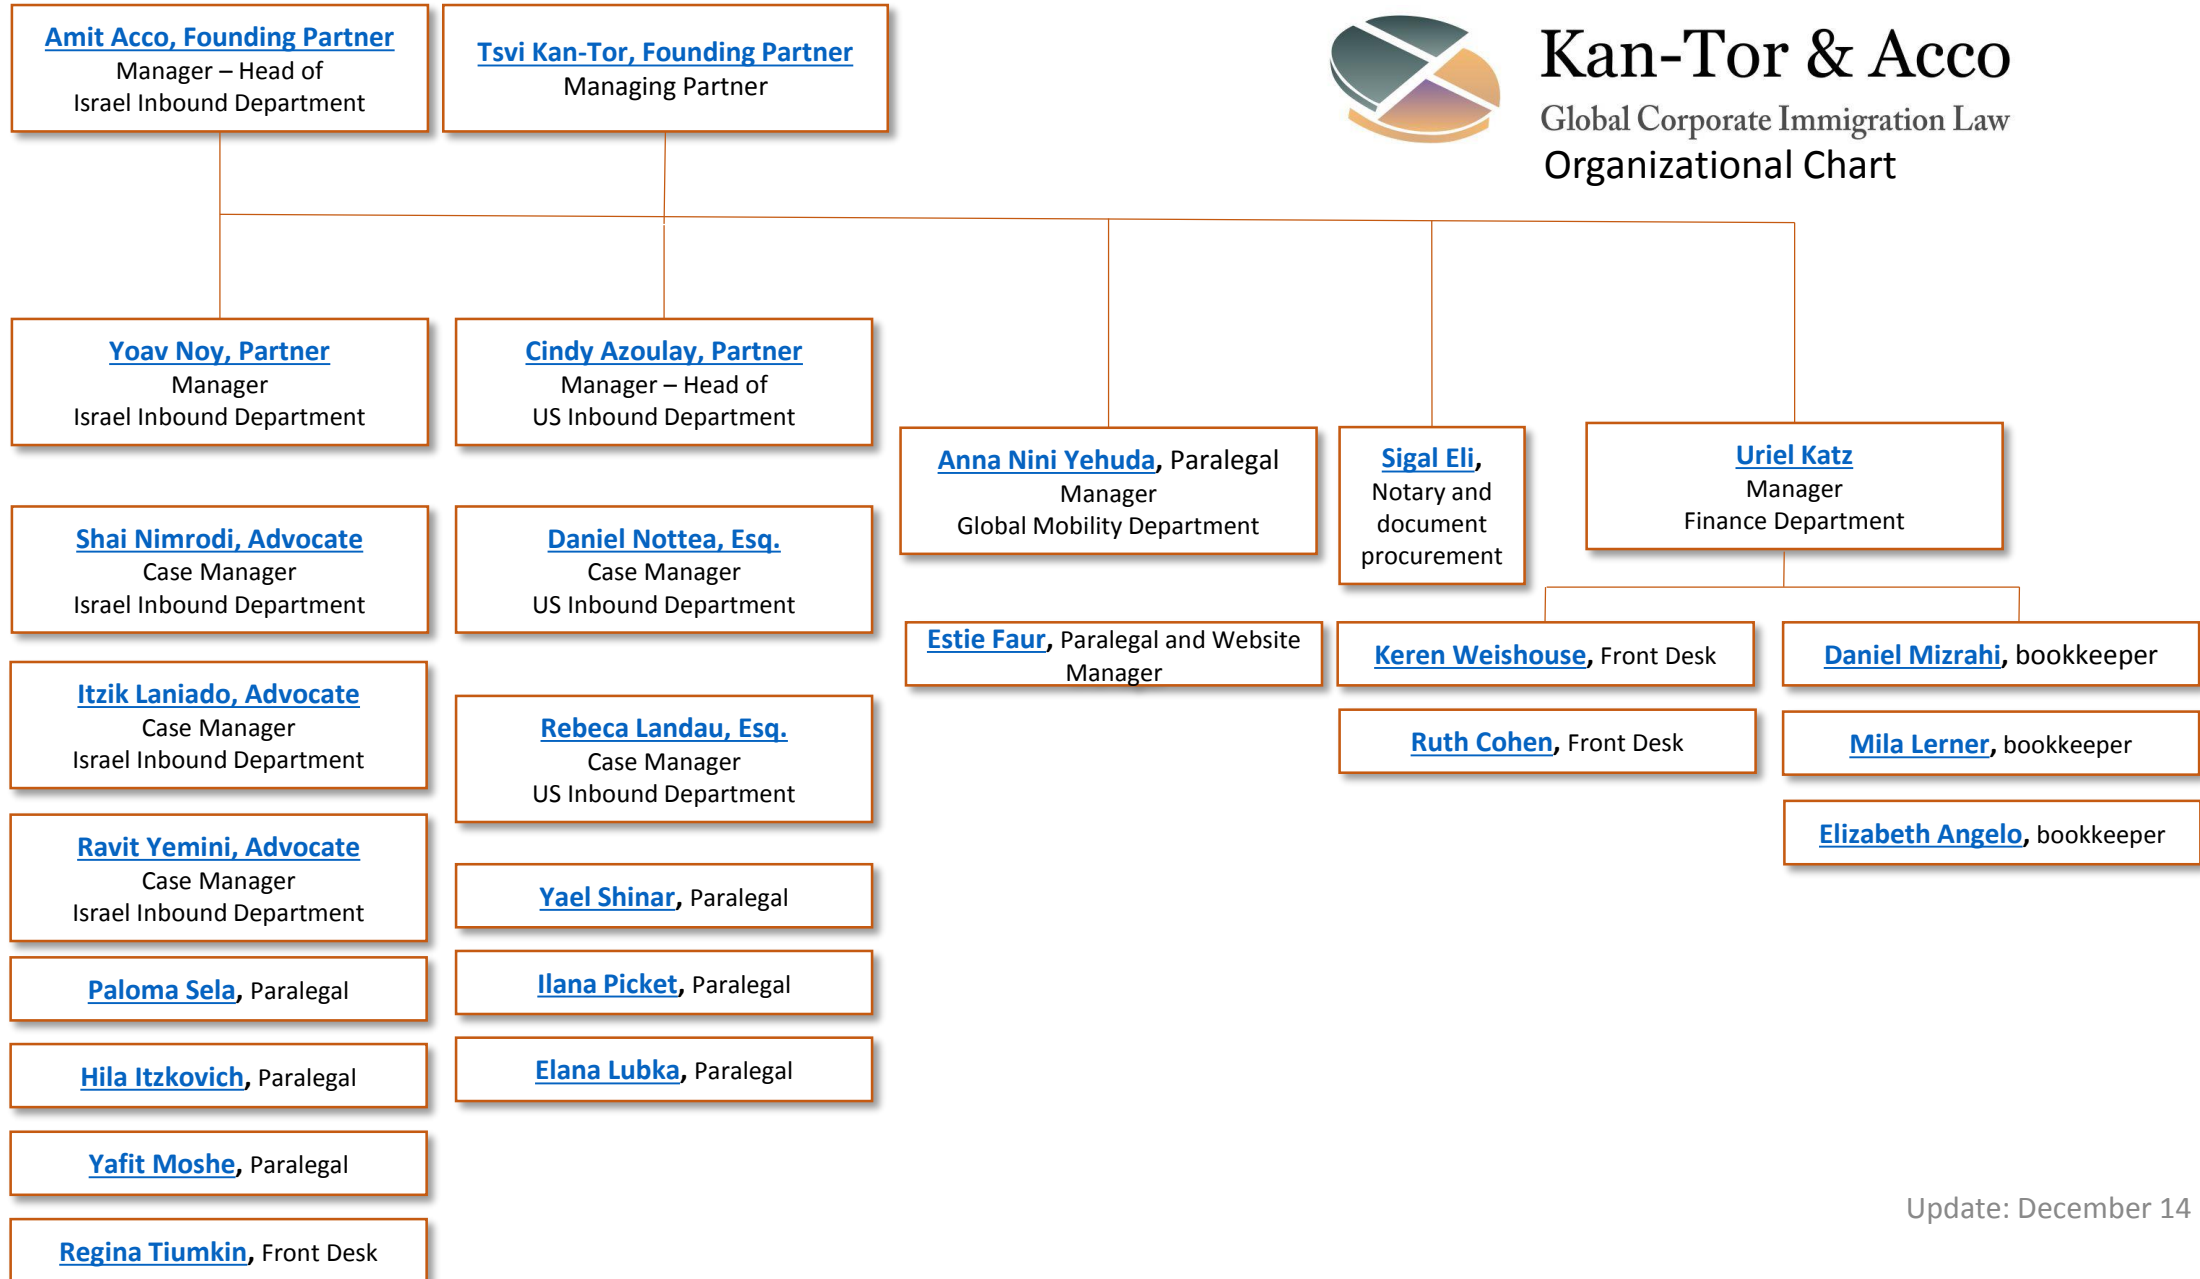 Amit Acco, Founding Partner
Manager – Head of
Israel Inbound Department
Tsvi Kan-Tor, Founding Partner
Managing Partner
Kan-Tor & Acco
Global Corporate Immigration Law
Organizational Chart
Yoav Noy, Partner
Manager
Israel Inbound Department
Cindy Azoulay, Partner
Manager – Head of
US Inbound Department
Anna Nini Yehuda, Paralegal
Manager
Global Mobility Department
Sigal Eli,
Notary and
document
procurement
Uriel Katz
Manager
Finance Department
Shai Nimrodi, Advocate
Case Manager
Israel Inbound Department
Daniel Nottea, Esq.
Case Manager
US Inbound Department
Estie Faur, Paralegal and Website
Manager
Keren Weishouse, Front Desk
Daniel Mizrahi, bookkeeper
Itzik Laniado, Advocate
Case Manager
Israel Inbound Department
Rebeca Landau, Esq.
Case Manager
US Inbound Department
Ruth Cohen, Front Desk
Mila Lerner, bookkeeper
Elizabeth Angelo, bookkeeper
Ravit Yemini, Advocate
Case Manager
Israel Inbound Department
Yael Shinar, Paralegal
Paloma Sela, Paralegal
Ilana Picket, Paralegal
Hila Itzkovich, Paralegal
Elana Lubka, Paralegal
Yafit Moshe, Paralegal
Regina Tiumkin, Front Desk
Update: December 14